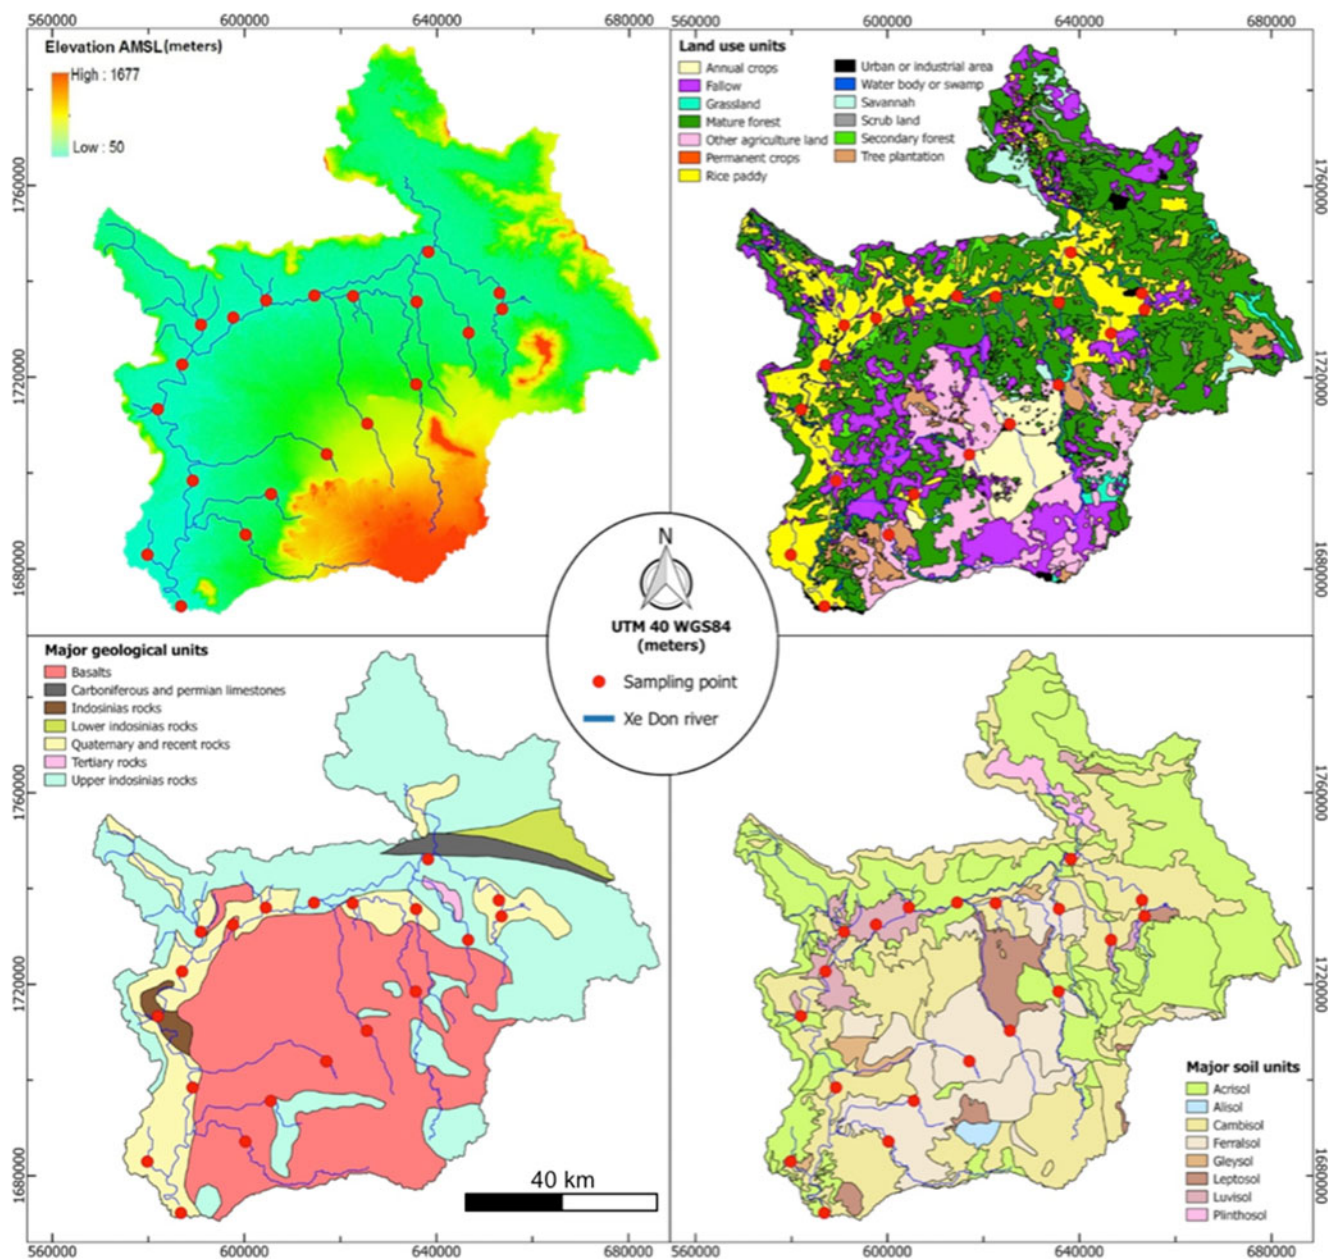 560000 600000 640000 680000 560000 600000 640000 680000
Elevation AMSL(meters)
High : 1677
Low : 50
Land use units
Annual crops
Fallow
Grassland
Mature forest
Other agriculture land
Permanent crops
Rice paddy
Urban or industrial area
Water body or swamp
Savannah
Scrub land
Secondary forest
Tree plantation
1760000
1720000
1680000
1760000
1720000
1680000
N
UTM 40 WGS84
(meters)
Sampling point
Xe Don river
Major geological units
Basalts
Carboniferous and permian limestones
Indosinias rocks
Lower indosinias rocks
Quaternary and recent rocks
Tertiary rocks
Upper indosinias rocks
1760000
1720000
1680000
40 km
1760000
1720000
1680000
Major soil units
Acrisol
Alisol
Cambisol
Ferralsol
Gleysol
Leptosol
Luvisol
Plinthosol
560000 600000 640000 680000 560000 600000 640000 680000